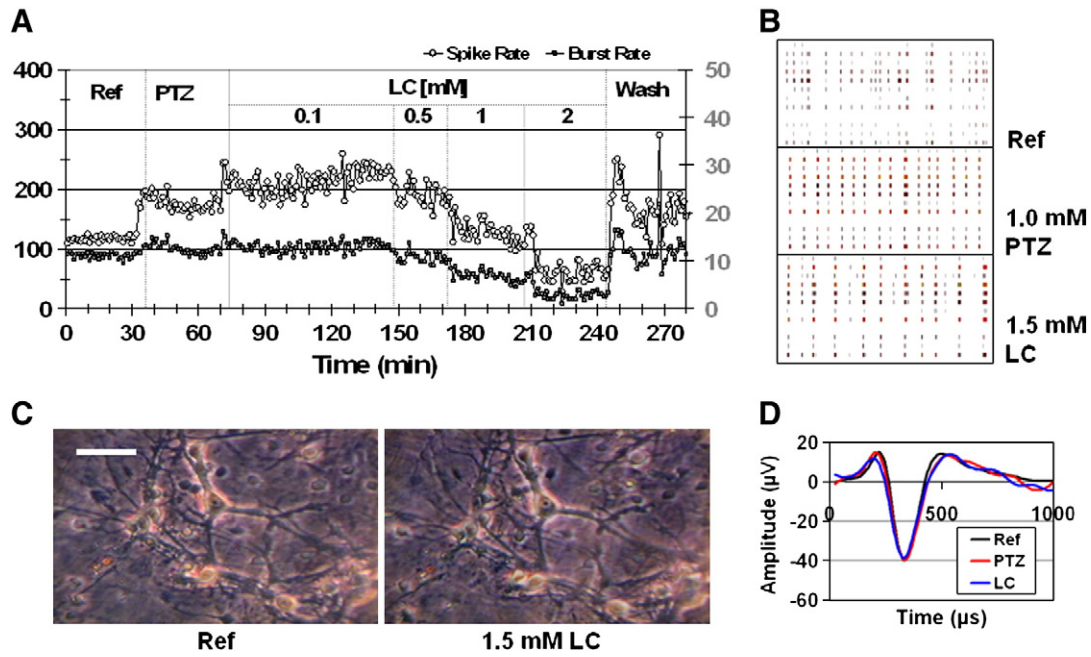 A
Spike Rate Burst Rate
400 50
Ref PTZ LC [mM] Wash
0.1 0.5 1 2
40
300
30
200
20
100
10
0 0
0 30 60 90 120 150 180 210 240 270
Time (min)
B
Ref
1.0 mM
PTZ
1.5 mM
LC
C
Ref
1.5 mM LC
D
Amplitude (µV)
20
0
-20
-40
-60
0 500 1000
Ref
PTZ
LC
Time (µs)